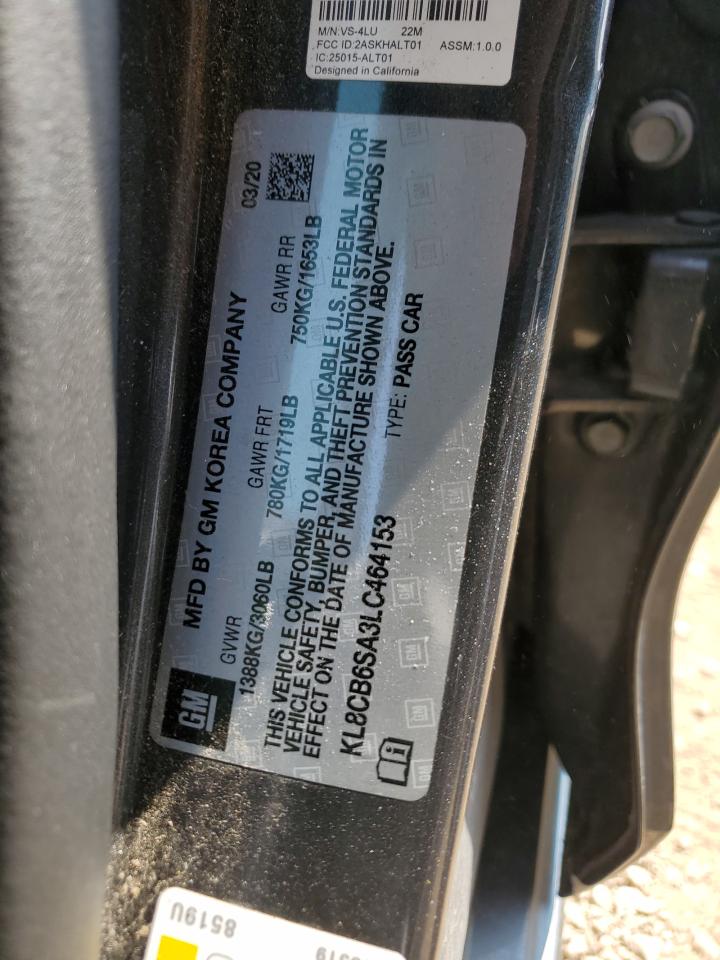 M/N:VS-4LU 22M
FCC ID:2ASKHALT01 ASSM:1.0.0
IC:25015-ALT01
Designed in California
GM
MFD BY GM KOREA COMPANY 03/20
GVWR GAWR FRT GAWR RR
1388KG/3060LB 780KG/1719LB 750KG/1653LB
THIS VEHICLE CONFORMS TO ALL APPLICABLE U.S. FEDERAL MOTOR
VEHICLE SAFETY, BUMPER, AND THEFT PREVENTION STANDARDS IN
EFFECT ON THE DATE OF MANUFACTURE SHOWN ABOVE.
KL8CB6SA3LC464153 TYPE: PASS CAR
8519U